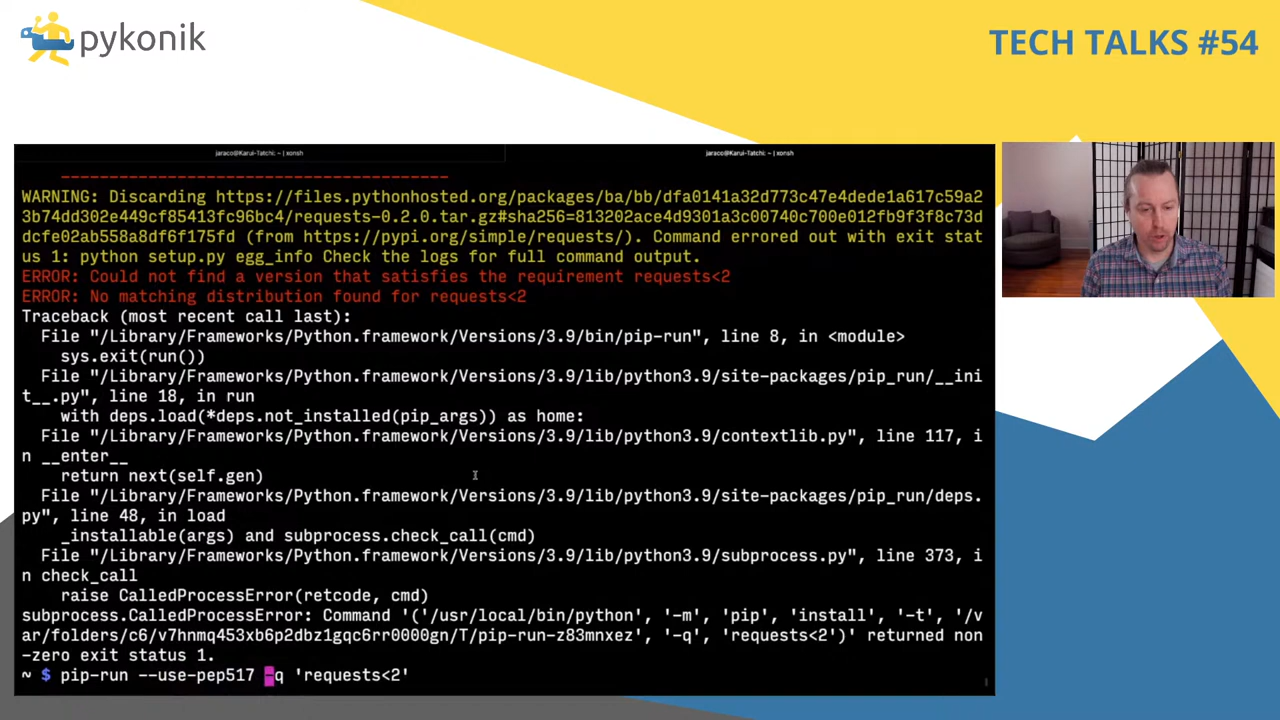 pykonik
TECH TALKS #54
jaraco@Karui-Tatchi: ~ | xonsh
jaraco@Karui-Tatchi: ~ | xonsh
----------------------------------------
WARNING: Discarding https://files.pythonhosted.org/packages/ba/bb/dfa0141a32d773c47e4dede1a617c59a2
3b74dd302e449cf85413fc96bc4/requests-0.2.0.tar.gz#sha256=813202ace4d9301a3c00740c700e012fb9f3f8c73d
dcfe02ab558a8df6f175fd (from https://pypi.org/simple/requests/). Command errored out with exit stat
us 1: python setup.py egg_info Check the logs for full command output.
ERROR: Could not find a version that satisfies the requirement requests<2
ERROR: No matching distribution found for requests<2
Traceback (most recent call last):
  File "/Library/Frameworks/Python.framework/Versions/3.9/bin/pip-run", line 8, in <module>
    sys.exit(run())
  File "/Library/Frameworks/Python.framework/Versions/3.9/lib/python3.9/site-packages/pip_run/__ini
t__.py", line 18, in run
    with deps.load(*deps.not_installed(pip_args)) as home:
  File "/Library/Frameworks/Python.framework/Versions/3.9/lib/python3.9/contextlib.py", line 117, i
n __enter__
    return next(self.gen)
  File "/Library/Frameworks/Python.framework/Versions/3.9/lib/python3.9/site-packages/pip_run/deps.
py", line 48, in load
    _installable(args) and subprocess.check_call(cmd)
  File "/Library/Frameworks/Python.framework/Versions/3.9/lib/python3.9/subprocess.py", line 373, i
n check_call
    raise CalledProcessError(retcode, cmd)
subprocess.CalledProcessError: Command '('/usr/local/bin/python', '-m', 'pip', 'install', '-t', '/v
ar/folders/c6/v7hnmq453xb6p2dbz1gqc6rr0000gn/T/pip-run-z83mnxez', '-q', 'requests<2')' returned non
-zero exit status 1.
~ $ pip-run --use-pep517 -q 'requests<2'